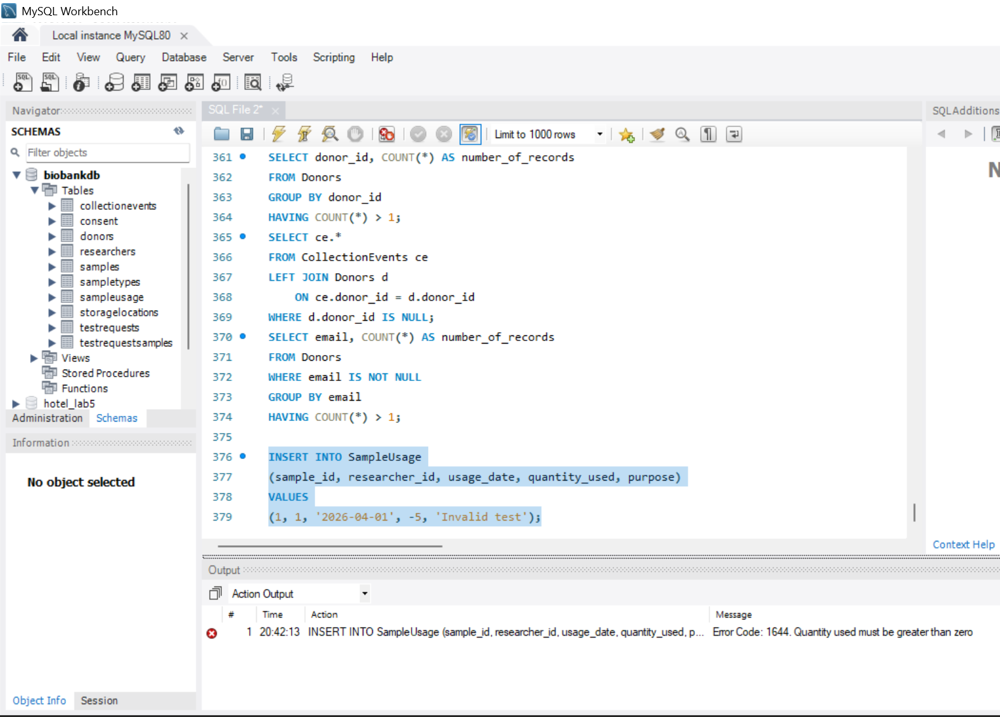 MySQL Workbench
Local instance MySQL80
File Edit View Query Database Server Tools Scripting Help
Navigator
SCHEMAS
Filter objects
biobankdb
Tables
collectionevents
consent
donors
researchers
samples
sampletypes
sampleusage
storagelocations
testrequests
testrequestsamples
Views
Stored Procedures
Functions
hotel_lab5
Administration Schemas
Information
No object selected
Object Info Session
SQL File 2*
Limit to 1000 rows
361 SELECT donor_id, COUNT(*) AS number_of_records
362 FROM Donors
363 GROUP BY donor_id
364 HAVING COUNT(*) > 1;
365 SELECT ce.*
366 FROM CollectionEvents ce
367 LEFT JOIN Donors d
368 ON ce.donor_id = d.donor_id
369 WHERE d.donor_id IS NULL;
370 SELECT email, COUNT(*) AS number_of_records
371 FROM Donors
372 WHERE email IS NOT NULL
373 GROUP BY email
374 HAVING COUNT(*) > 1;
375
376 INSERT INTO SampleUsage
377 (sample_id, researcher_id, usage_date, quantity_used, purpose)
378 VALUES
379 (1, 1, '2026-04-01', -5, 'Invalid test');
SQLAdditions
N
Context Help
Output
Action Output
# Time Action Message
1 20:42:13 INSERT INTO SampleUsage (sample_id, researcher_id, usage_date, quantity_used, p... Error Code: 1644. Quantity used must be greater than zero